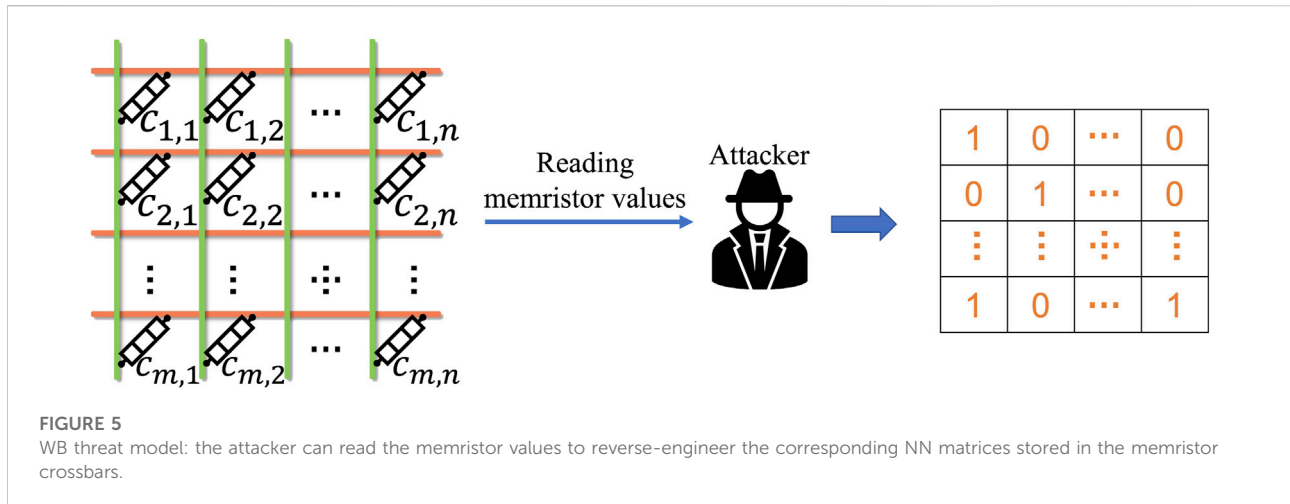 c1,1 c1,2 ... c1,n
c2,1 c2,2 ... c2,n
⋮ ⋮ ⋮
cm,1 cm,2 ... cm,n
Reading
memristor values
Attacker
1 0 ... 0
0 1 ... 0
⋮ ⋮ ⋮
1 0 ... 1
FIGURE 5
WB threat model: the attacker can read the memristor values to reverse-engineer the corresponding NN matrices stored in the memristor
crossbars.